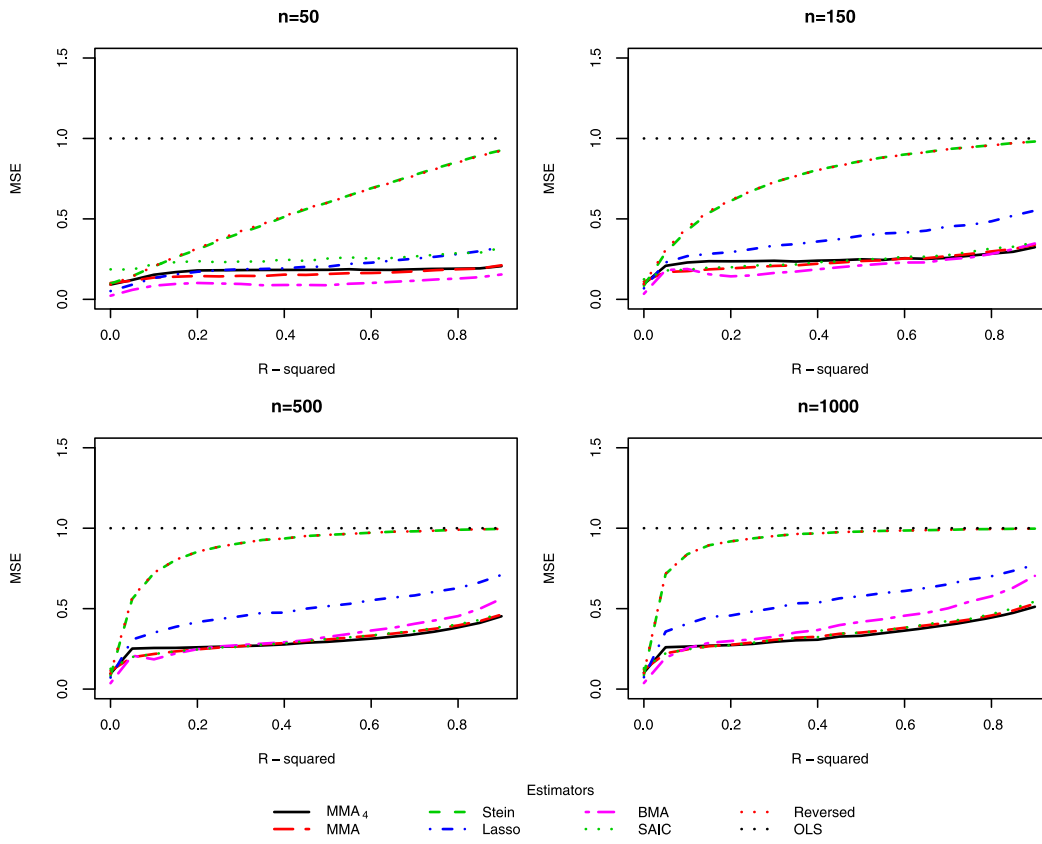 n=50
n=150
MSE
0.0 0.5 1.0 1.5
MSE
0.0 0.5 1.0 1.5
0.0 0.2 0.4 0.6 0.8
0.0 0.2 0.4 0.6 0.8
R − squared
R − squared
n=500
n=1000
MSE
0.0 0.5 1.0 1.5
MSE
0.0 0.5 1.0 1.5
0.0 0.2 0.4 0.6 0.8
0.0 0.2 0.4 0.6 0.8
R − squared
R − squared
Estimators
MMA₄ Stein BMA Reversed
MMA Lasso SAIC OLS